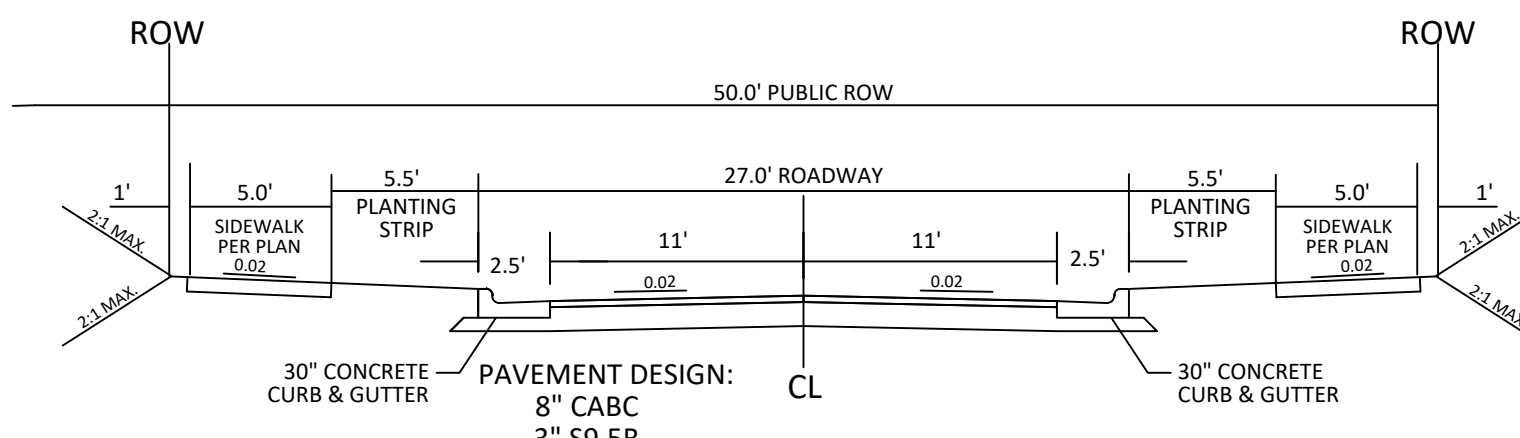 ROW
ROW
50.0' PUBLIC ROW
27.0' ROADWAY
1'
5.0'
5.5'
5.5'
5.0'
1'
SIDEWALK
PER PLAN
PLANTING
STRIP
PLANTING
STRIP
SIDEWALK
PER PLAN
2:1 MAX.
2:1 MAX.
0.02
2.5'
11'
11'
2.5'
0.02
0.02
0.02
2:1 MAX.
2:1 MAX.
30" CONCRETE
CURB & GUTTER
PAVEMENT DESIGN:
8" CABC
3" S9.5B
CL
30" CONCRETE
CURB & GUTTER